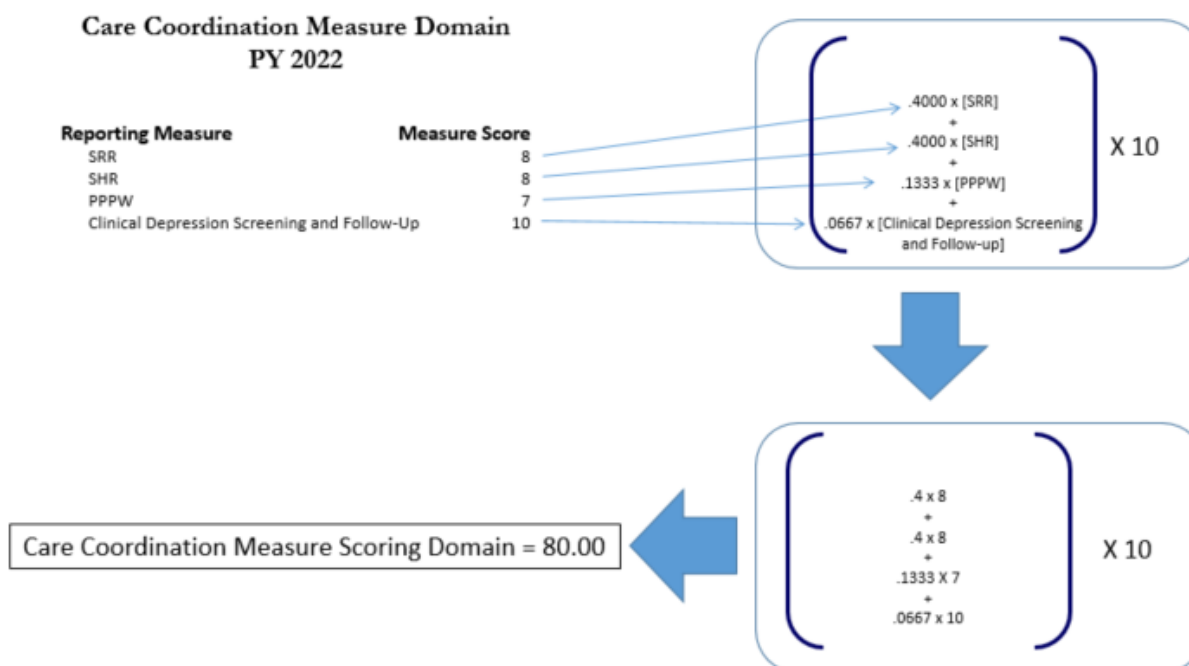 Care Coordination Measure Domain
PY 2022
Reporting Measure Measure Score
SRR 8
SHR 8
PPPW 7
Clinical Depression Screening and Follow-Up 10
.4000 x [SRR]
+
.4000 x [SHR]
+
.1333 x [PPPW]
+
.0667 x [Clinical Depression Screening
and Follow-up]
X 10
.4 x 8
+
.4 x 8
+
.1333 X 7
+
.0667 x 10
X 10
Care Coordination Measure Scoring Domain = 80.00